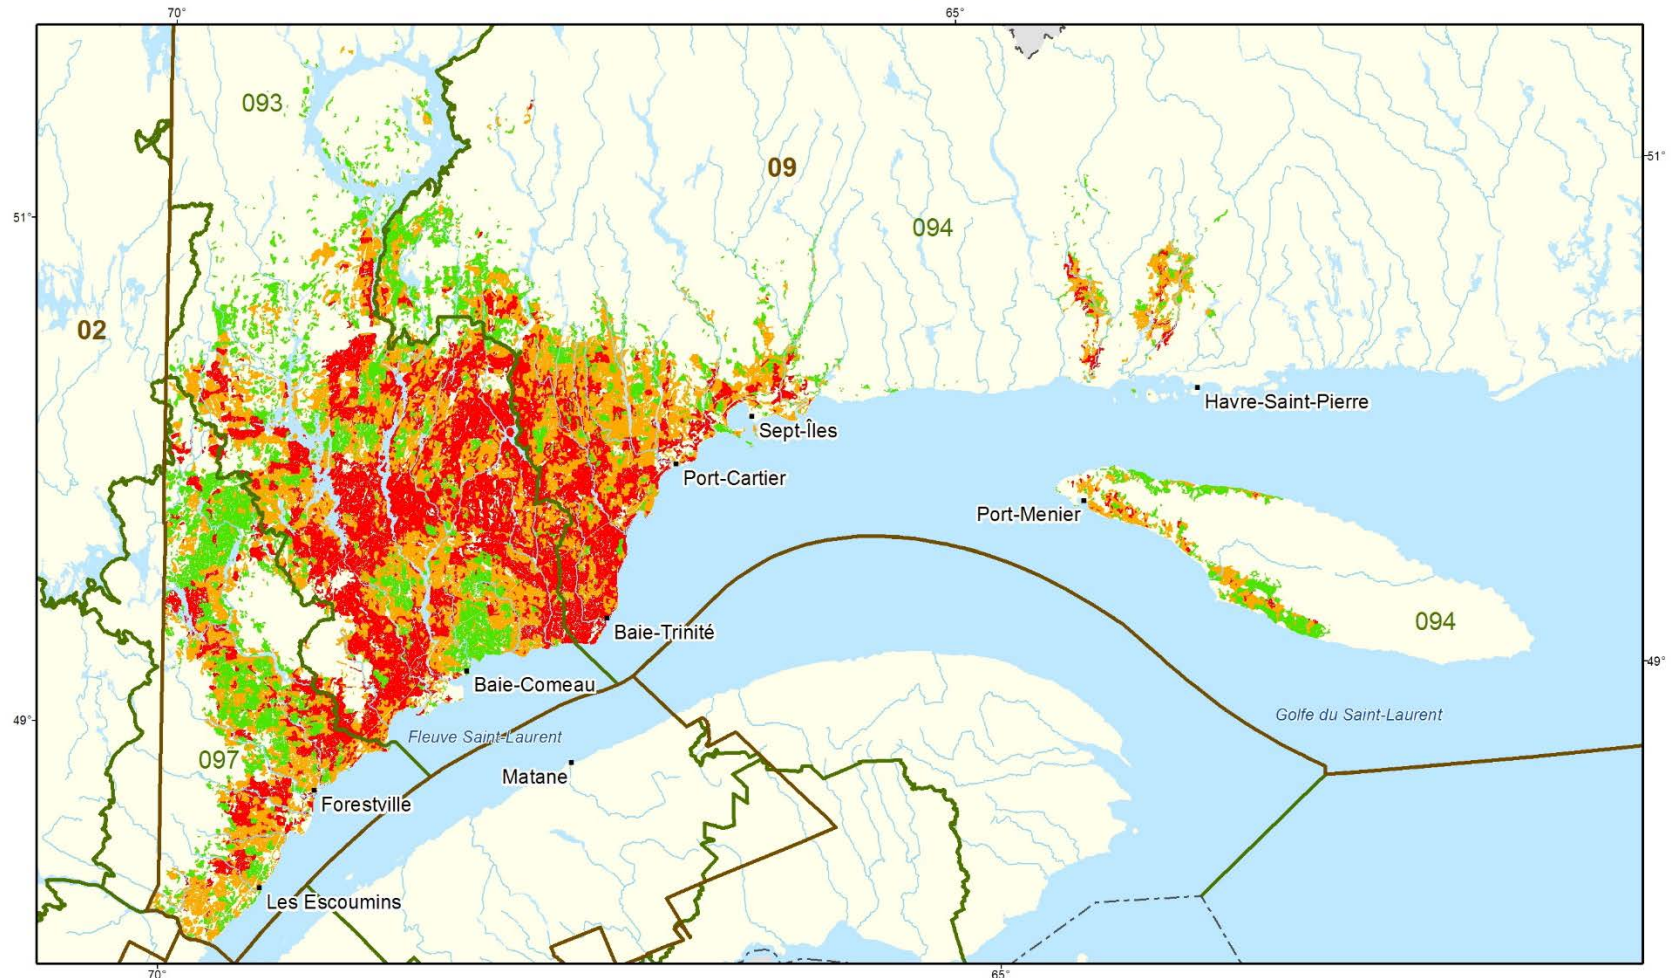 70°
65°
093
09
51°
094
51°
02
Havre-Saint-Pierre
Sept-Îles
Port-Cartier
Port-Menier
094
Baie-Trinité
49°
Baie-Comeau
49°
Golfe du Saint-Laurent
Fleuve Saint-Laurent
097
Matane
Forestville
Les Escoumins
70°
65°